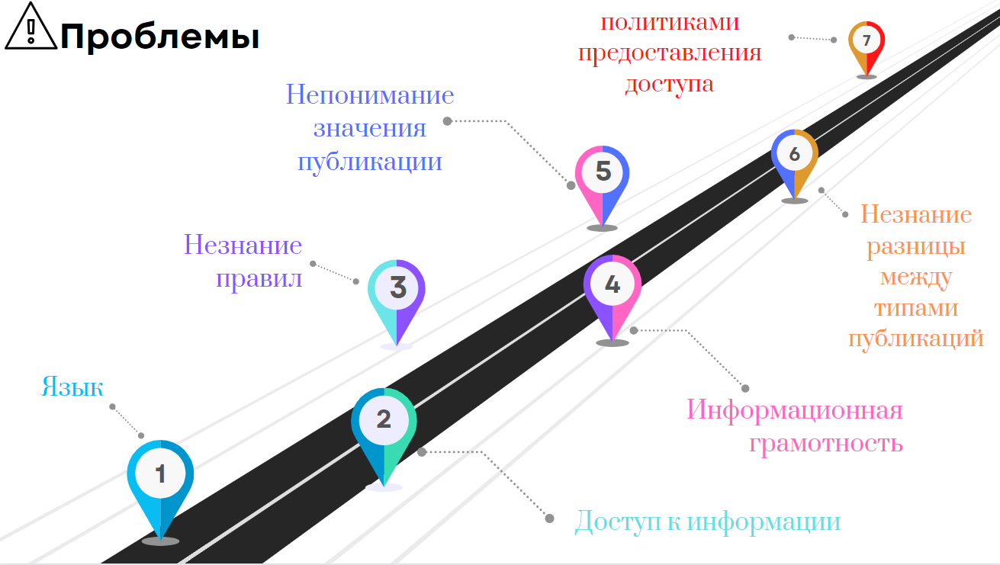 Проблемы
1
Язык
2
Доступ к информации
3
Незнание
правил
4
Информационная
грамотность
5
Непонимание
значения
публикации
6
Незнание
разницы
между
типами
публикаций
7
политиками
предоставления
доступа